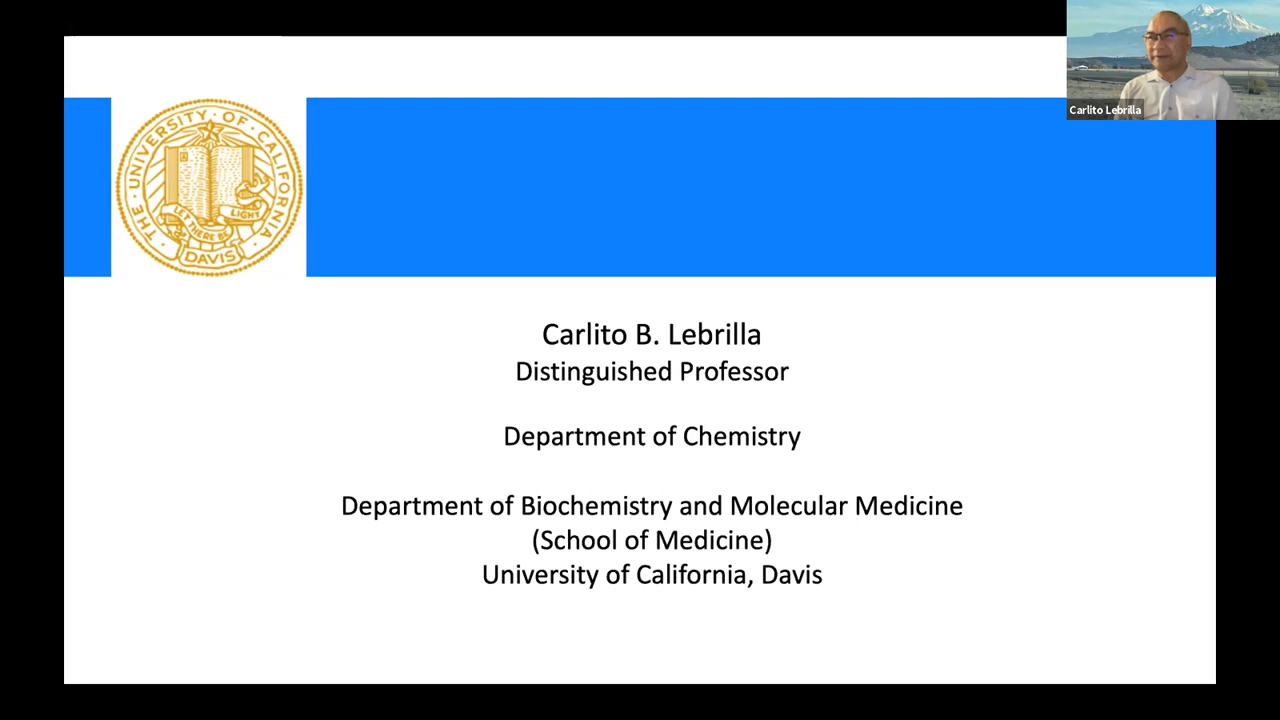 THE · UNIVERSITY · OF · CALIFORNIA
LET THERE BE LIGHT
DAVIS
Carlito Lebrilla
Carlito B. Lebrilla
Distinguished Professor
Department of Chemistry
Department of Biochemistry and Molecular Medicine
(School of Medicine)
University of California, Davis